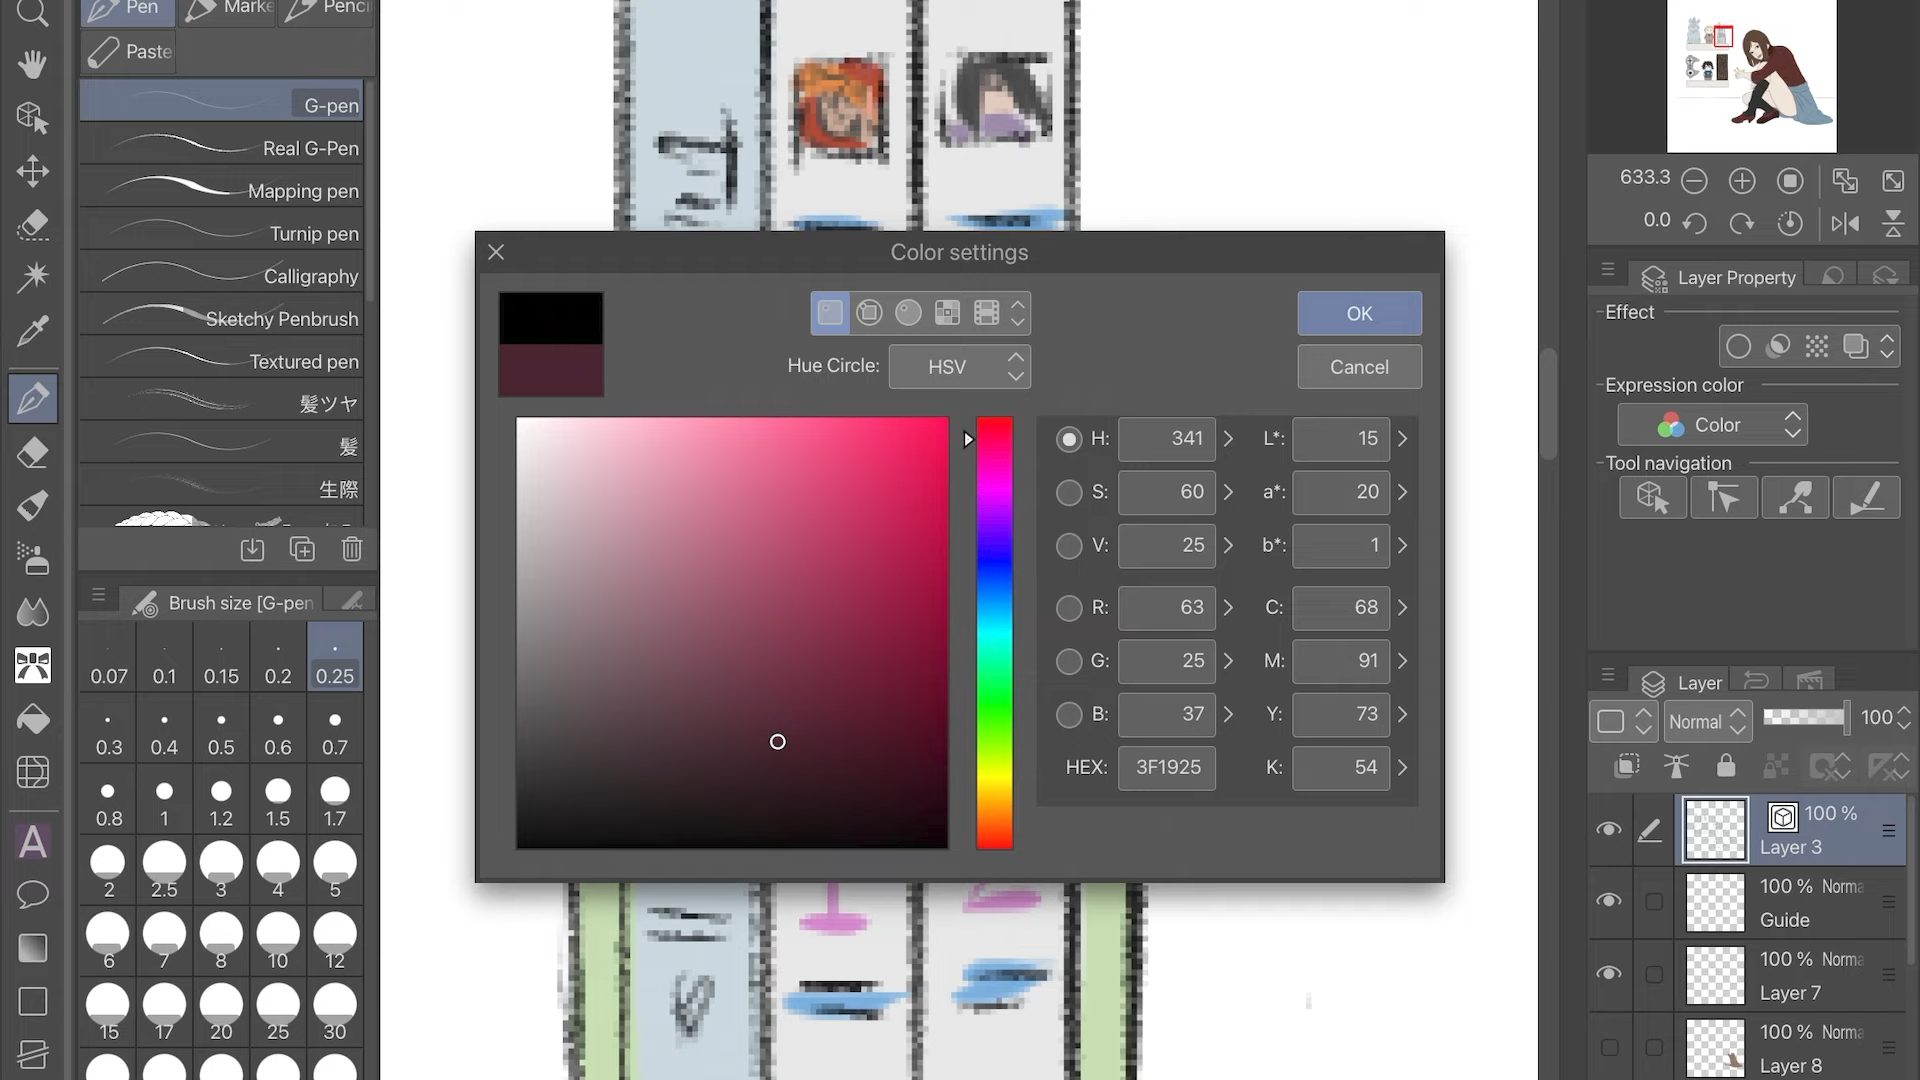 Pen
Marke
Penci
Paste
G-pen
Real G-Pen
Mapping pen
Turnip pen
Calligraphy
Sketchy Penbrush
Textured pen
髪ツヤ
髪
生際
Brush size [G-pen
0.07 0.1 0.15 0.2 0.25
0.3 0.4 0.5 0.6 0.7
0.8 1 1.2 1.5 1.7
2 2.5 3 4 5
6 7 8 10 12
15 17 20 25 30
A
Color settings
OK
Hue Circle: HSV
Cancel
H: 341 L*: 15
S: 60 a*: 20
V: 25 b*: 1
R: 63 C: 68
G: 25 M: 91
B: 37 Y: 73
HEX: 3F1925 K: 54
633.3
0.0
Layer Property
Effect
Expression color
Color
Tool navigation
Layer
Normal 100
100 %
Layer 3
100 % Norma
Guide
100 % Norma
Layer 7
100 % Norma
Layer 8